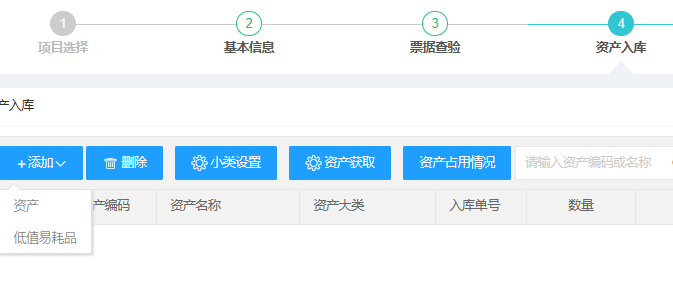 1 2 3 4
项目选择 基本信息 票据查验 资产入库
产入库
+添加 删除 小类设置 资产获取 资产占用情况 请输入资产编码或名称
产编码 资产名称 资产大类 入库单号 数量
资产
低值易耗品